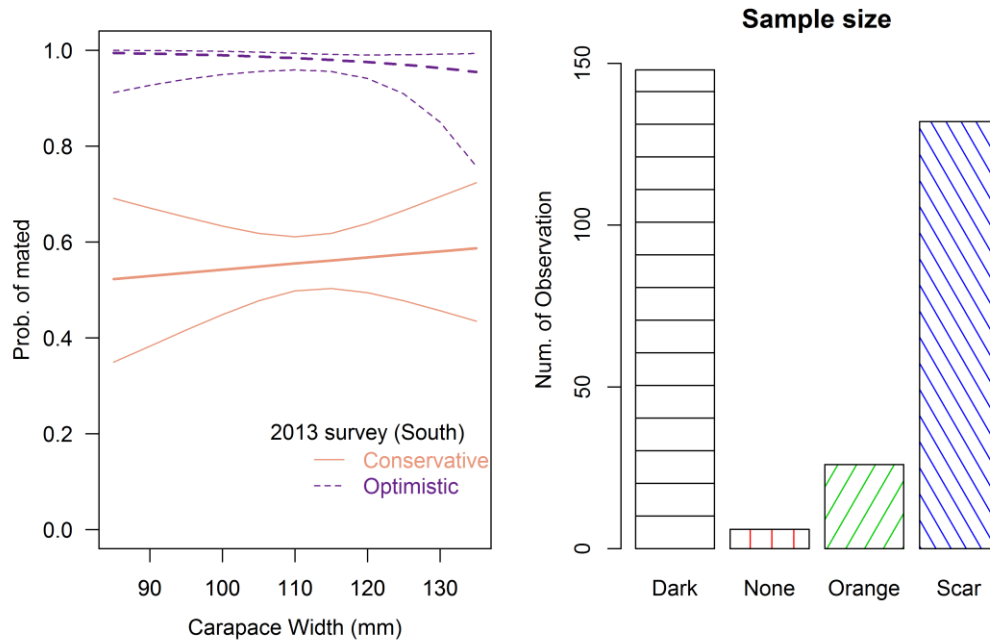 Prob. of mated
1.0
0.8
0.6
0.4
0.2
0.0
2013 survey (South)
Conservative
Optimistic
90 100 110 120 130
Carapace Width (mm)
Sample size
Num. of Observation
150
100
50
0
Dark None Orange Scar